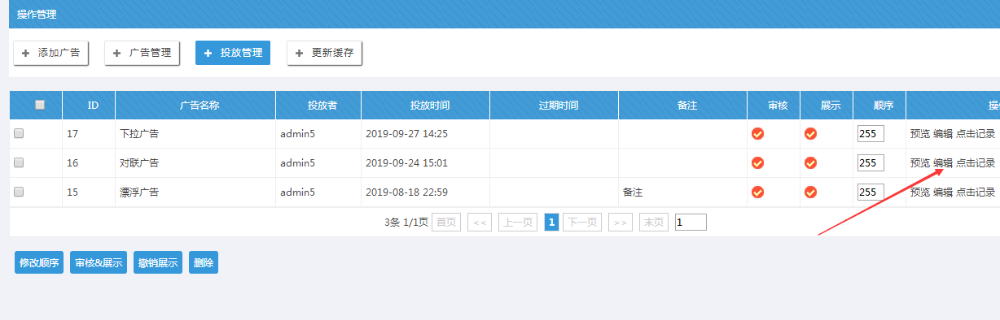 操作管理
+ 添加广告 + 广告管理 + 投放管理 + 更新缓存
ID 广告名称 投放者 投放时间 过期时间 备注 审核 展示 顺序
17 下拉广告 admin5 2019-09-27 14:25 255 预览 编辑 点击记录
16 对联广告 admin5 2019-09-24 15:01 255 预览 编辑 点击记录
15 漂浮广告 admin5 2019-08-18 22:59 备注 255 预览 编辑 点击记录
3条 1/1页 首页 << 上一页 1 下一页 >> 末页 1
修改顺序 审核&展示 撤销展示 删除